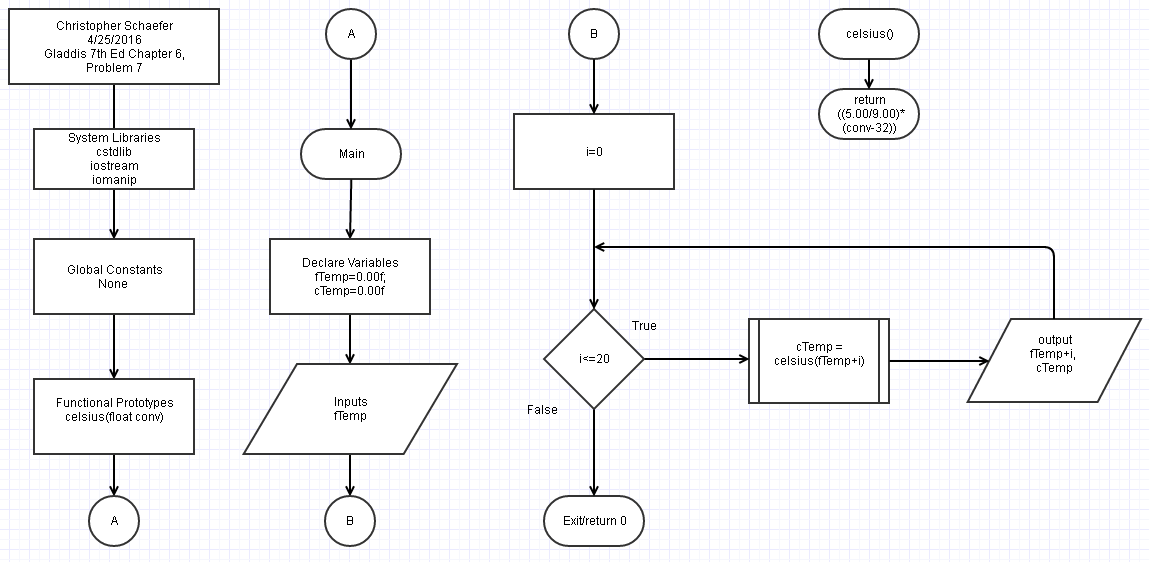 Christopher Schaefer
4/25/2016
Gladdis 7th Ed Chapter 6,
Problem 7
System Libraries
cstdlib
iostream
iomanip
Global Constants
None
Functional Prototypes
celsius(float conv)
A
A
Main
Declare Variables
fTemp=0.00f;
cTemp=0.00f
Inputs
fTemp
B
B
i=0
i<=20
True
False
cTemp =
celsius(fTemp+i)
output
fTemp+i,
cTemp
Exit/return 0
celsius()
return
((5.00/9.00)*
(conv-32))